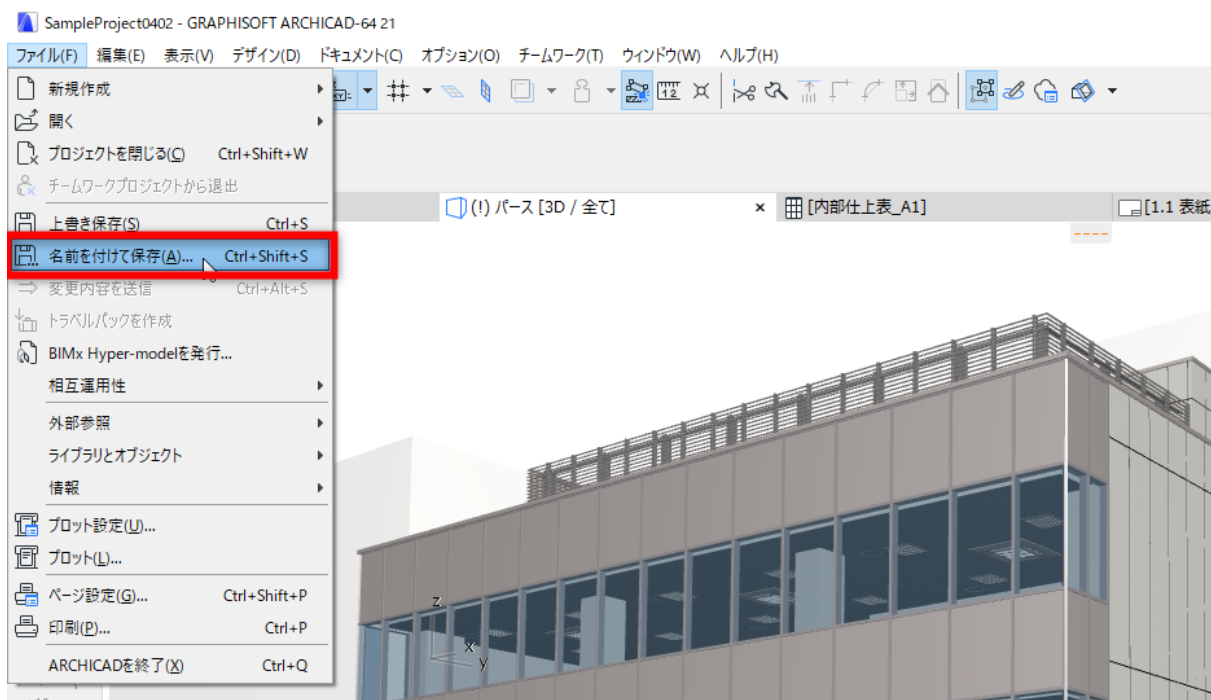 SampleProject0402 - GRAPHISOFT ARCHICAD-64 21
ファイル(F) 編集(E) 表示(V) デザイン(D) ドキュメント(C) オプション(O) チームワーク(T) ウィンドウ(W) ヘルプ(H)
新規作成
開く
プロジェクトを閉じる(C) Ctrl+Shift+W
チームワークプロジェクトから退出
(!) パース [3D / 全て] × [内部仕上表_A1] [1.1 表紙
上書き保存(S) Ctrl+S
名前を付けて保存(A)... Ctrl+Shift+S
変更内容を送信 Ctrl+Alt+S
トラベルパックを作成
BIMx Hyper-modelを発行...
相互運用性
外部参照
ライブラリとオブジェクト
情報
プロット設定(U)...
プロット(L)...
ページ設定(G)... Ctrl+Shift+P
印刷(P)... Ctrl+P
ARCHICADを終了(X) Ctrl+Q
z
x
y